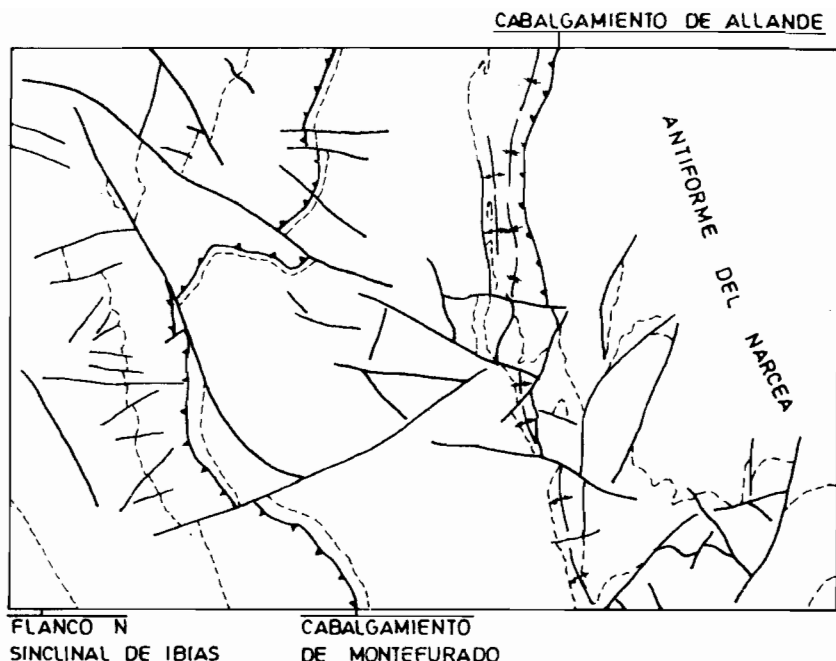 CABALGAMIENTO DE ALLANDE
ANTIFORME DEL NARCEA
FLANCO N
SINCLINAL DE IBIAS
CABALGAMIENTO
DE MONTEFURADO